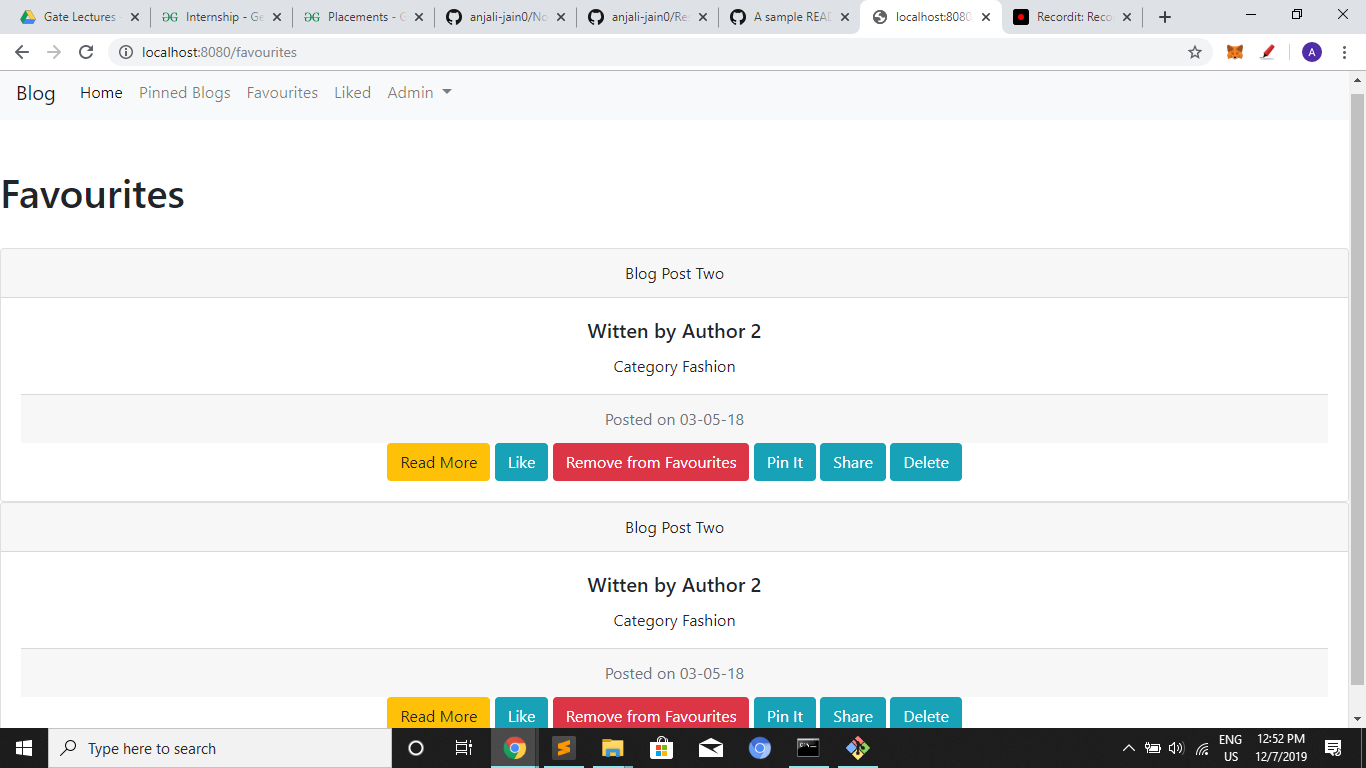 Gate Lectures
Internship - Ge
Placements - G
anjali-jain0/No
anjali-jain0/Re
A sample READ
localhost:8080
Recordit: Reco
localhost:8080/favourites
A
Blog Home Pinned Blogs Favourites Liked Admin
Favourites
Blog Post Two
Witten by Author 2
Category Fashion
Posted on 03-05-18
Read More Like Remove from Favourites Pin It Share Delete
Blog Post Two
Witten by Author 2
Category Fashion
Posted on 03-05-18
Read More Like Remove from Favourites Pin It Share Delete
Type here to search
ENG
US
12:52 PM
12/7/2019